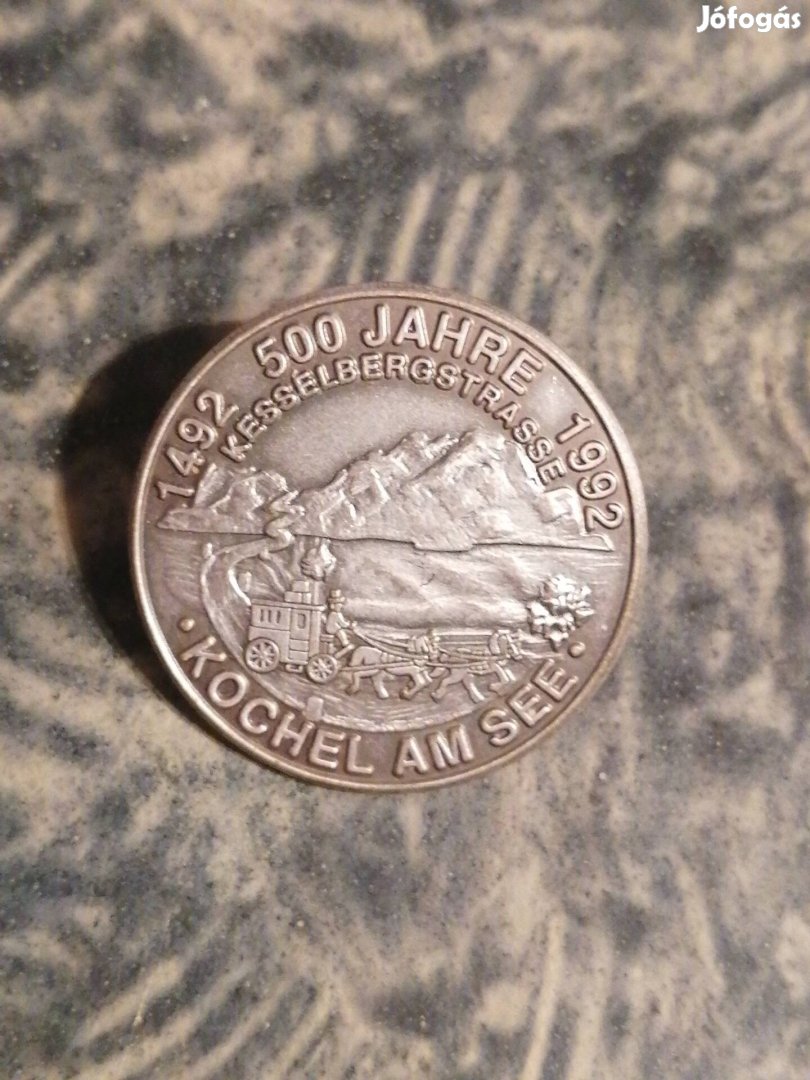 Jófogás
1492 500 JAHRE 1992
KESSELBERGSTRASSE
• KOCHEL AM SEE •